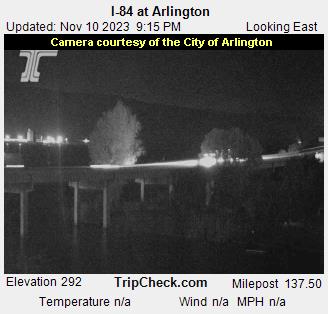 I-84 at Arlington
Updated: Nov 10 2023 9:15 PM Looking East
Camera courtesy of the City of Arlington
Elevation 292 TripCheck.com Milepost 137.50
Temperature n/a Wind n/a MPH n/a